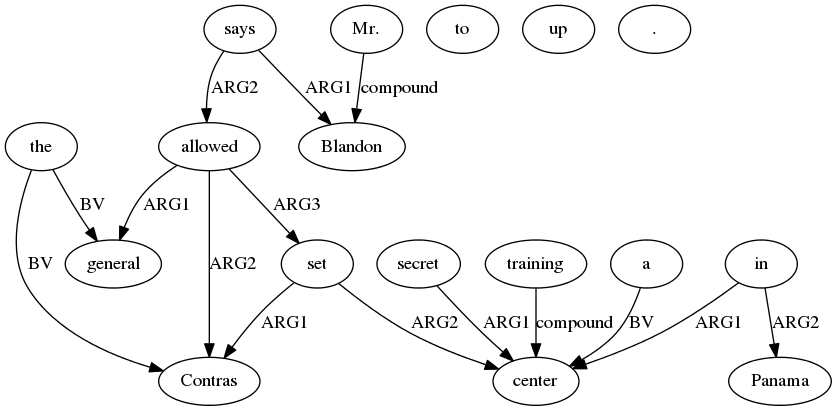 says Mr. to up .
ARG2 ARG1 compound
the allowed Blandon
BV ARG1 ARG3
BV general ARG2 set secret training a in
ARG1 ARG2 ARG1 compound BV ARG1 ARG2
Contras center Panama